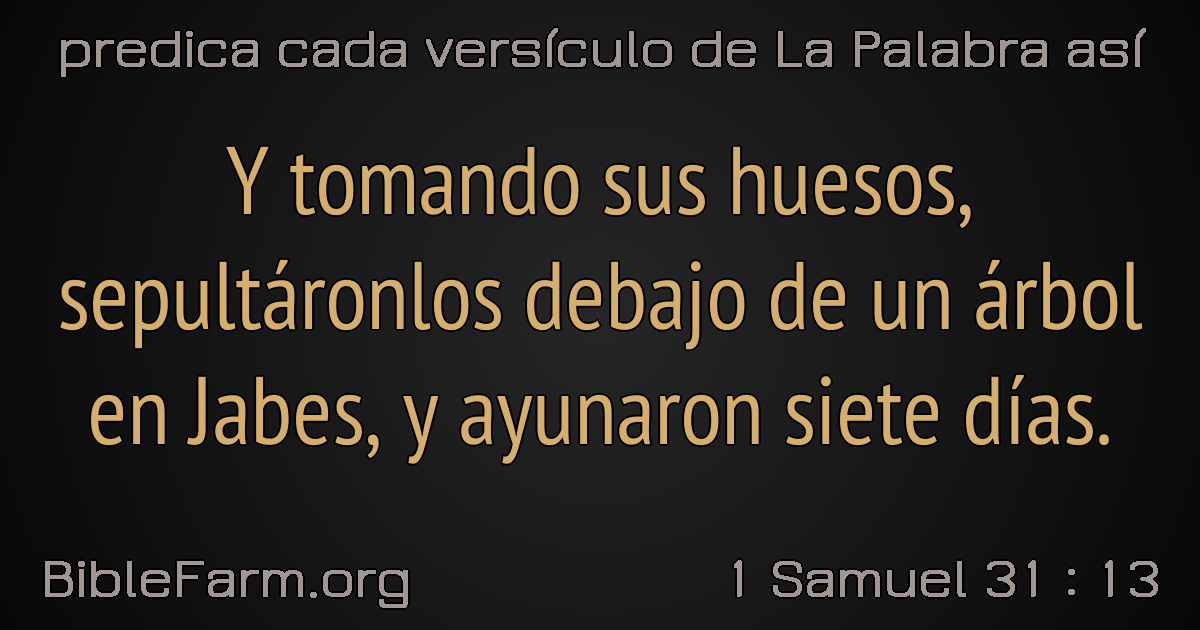 predica cada versículo de La Palabra así
Y tomando sus huesos,
sepultáronlos debajo de un árbol
en Jabes, y ayunaron siete días.
BibleFarm.org
1 Samuel 31 : 13